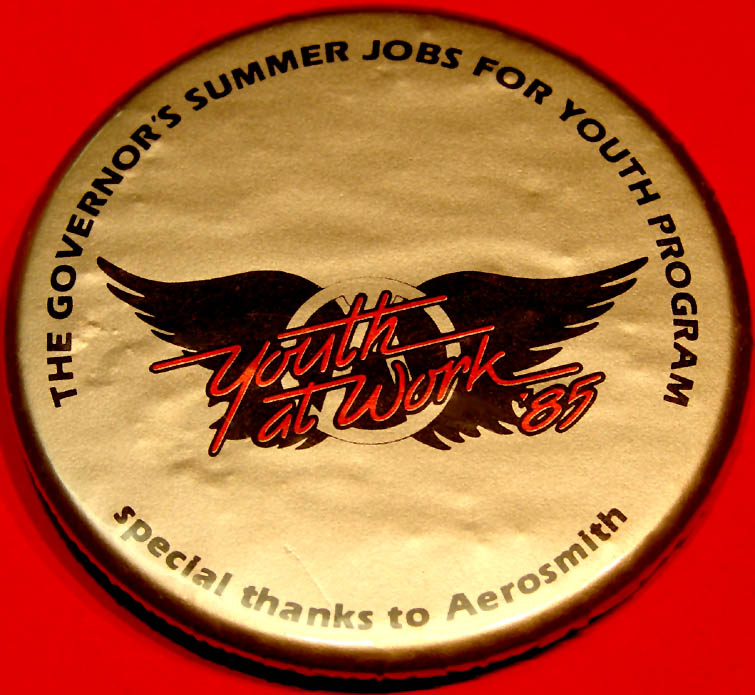 THE GOVERNOR'S SUMMER JOBS FOR YOUTH PROGRAM
Youth
at Work '85
special thanks to Aerosmith